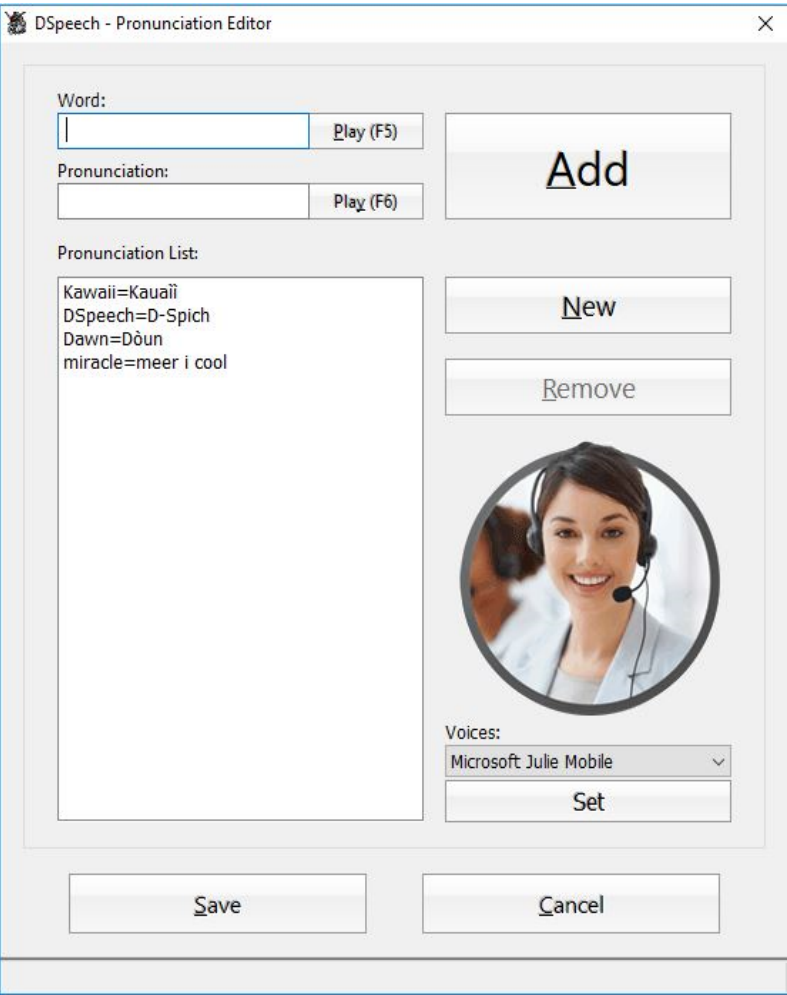 DSpeech - Pronunciation Editor
Word:
Play (F5)
Add
Pronunciation:
Play (F6)
Pronunciation List:
Kawaii=Kauaìì
DSpeech=D-Spich
Dawn=Dòun
miracle=meer i cool
New
Remove
Voices:
Microsoft Julie Mobile
Set
Save
Cancel